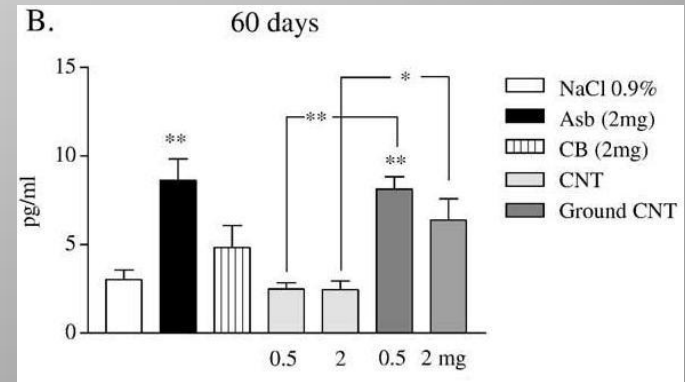 B. 60 days
pg/ml
15
10
5
0
**
**
*
**
0.5 2 0.5 2 mg
NaCl 0.9%
Asb (2mg)
CB (2mg)
CNT
Ground CNT